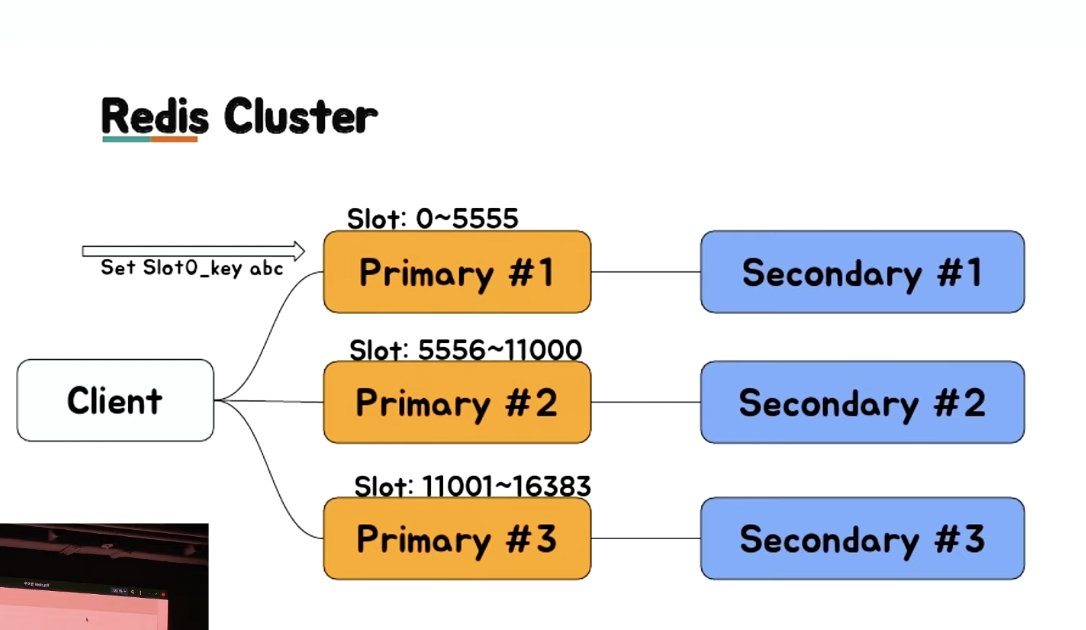 Redis Cluster
Slot: 0~5555
Set Slot0_key abc
Primary #1
Secondary #1
Slot: 5556~11000
Client
Primary #2
Secondary #2
Slot: 11001~16383
Primary #3
Secondary #3